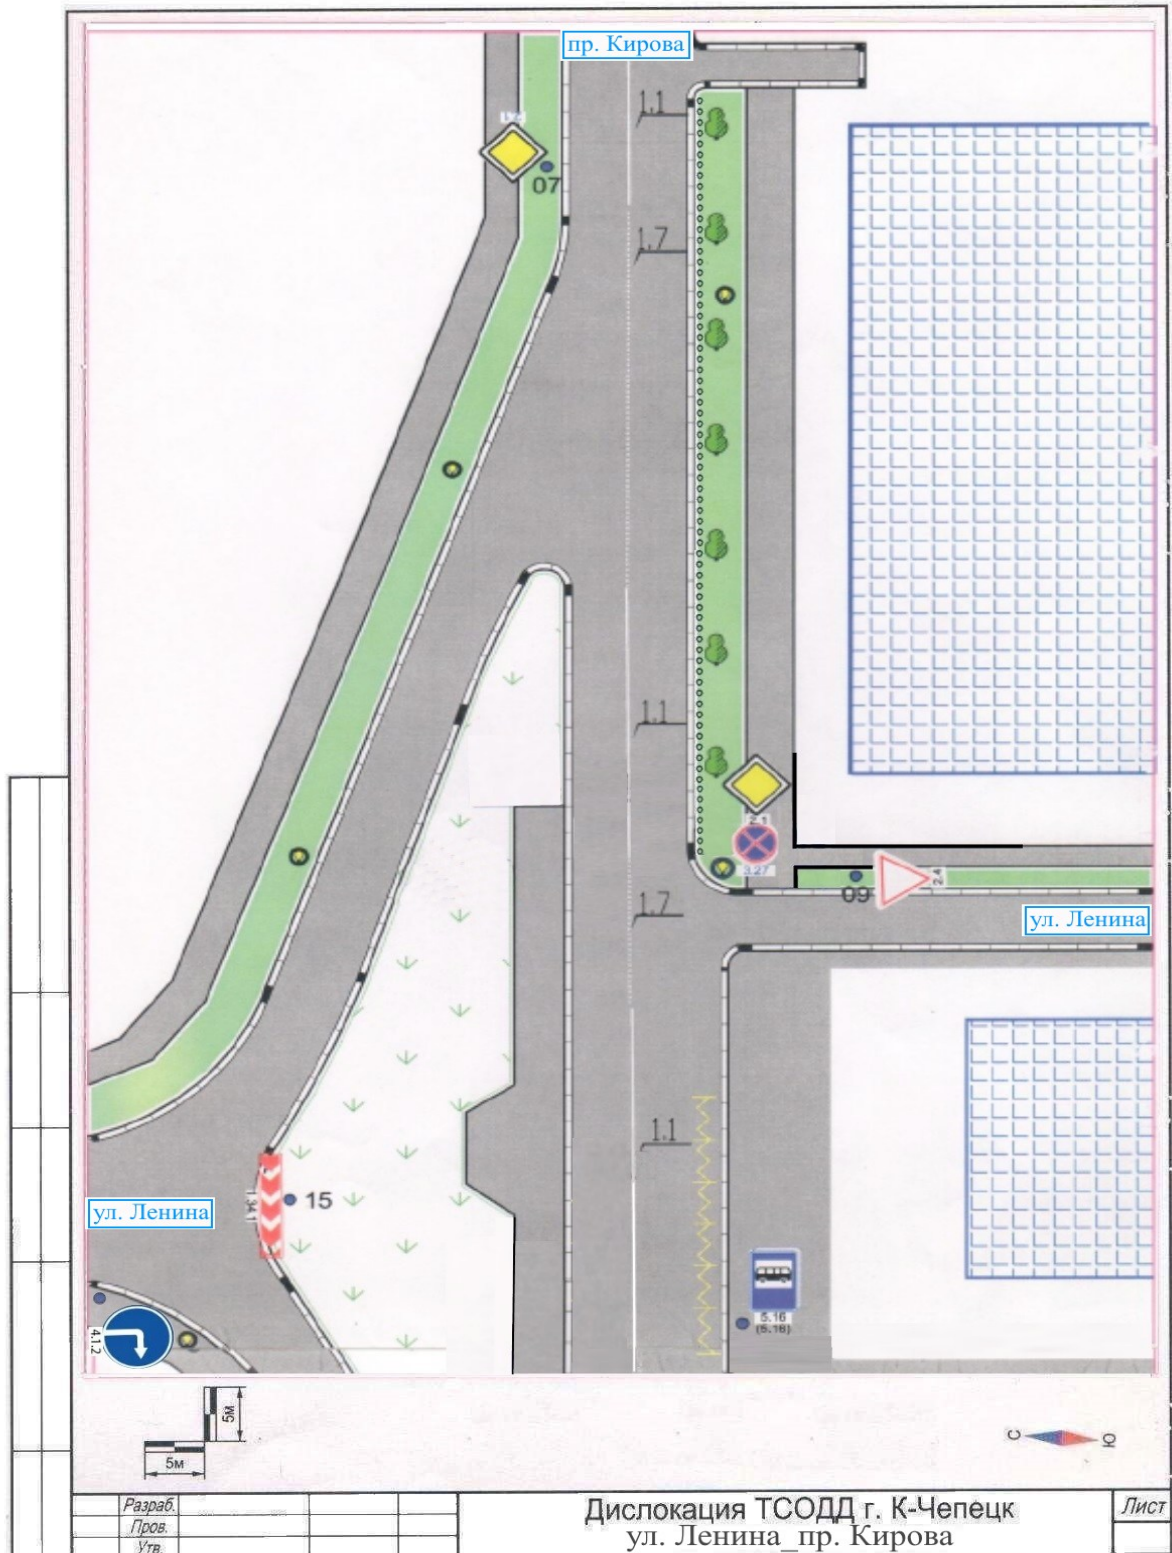 пр. Кирова
1.1
07
1.7
1.1
2.1
3.27
2.4
09
1.7
ул. Ленина
1.1
15
1.34.1
ул. Ленина
5.16
(5.16)
4.1.2
5м
5м
С
Ю
Разраб.
Пров.
Утв.
Дислокация ТСОДД г. К-Чепецк
ул. Ленина_пр. Кирова
Лист